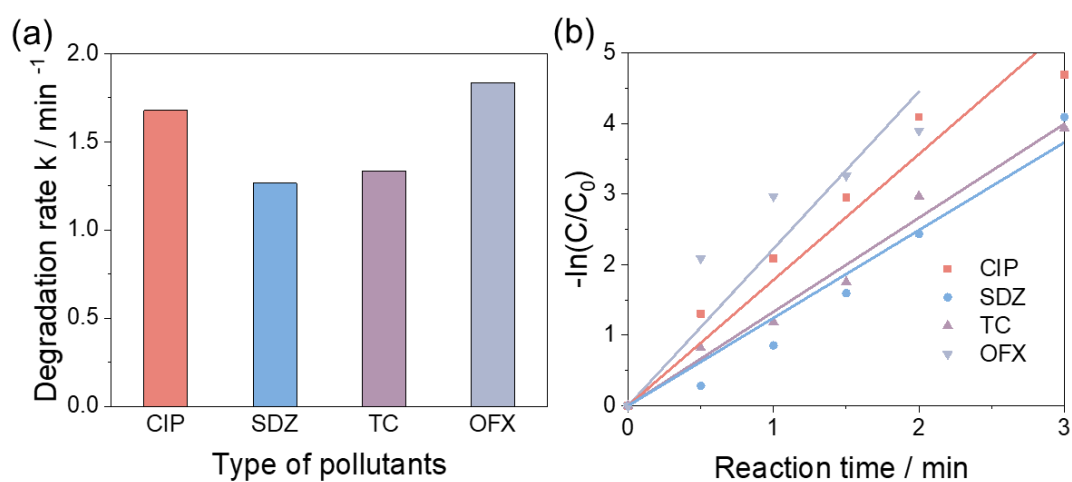 (a)
Degradation rate k / min ⁻¹
2.0
1.5
1.0
0.5
0.0
CIP
SDZ
TC
OFX
Type of pollutants
(b)
-ln(C/C₀)
5
4
3
2
1
0
CIP
SDZ
TC
OFX
0
1
2
3
Reaction time / min